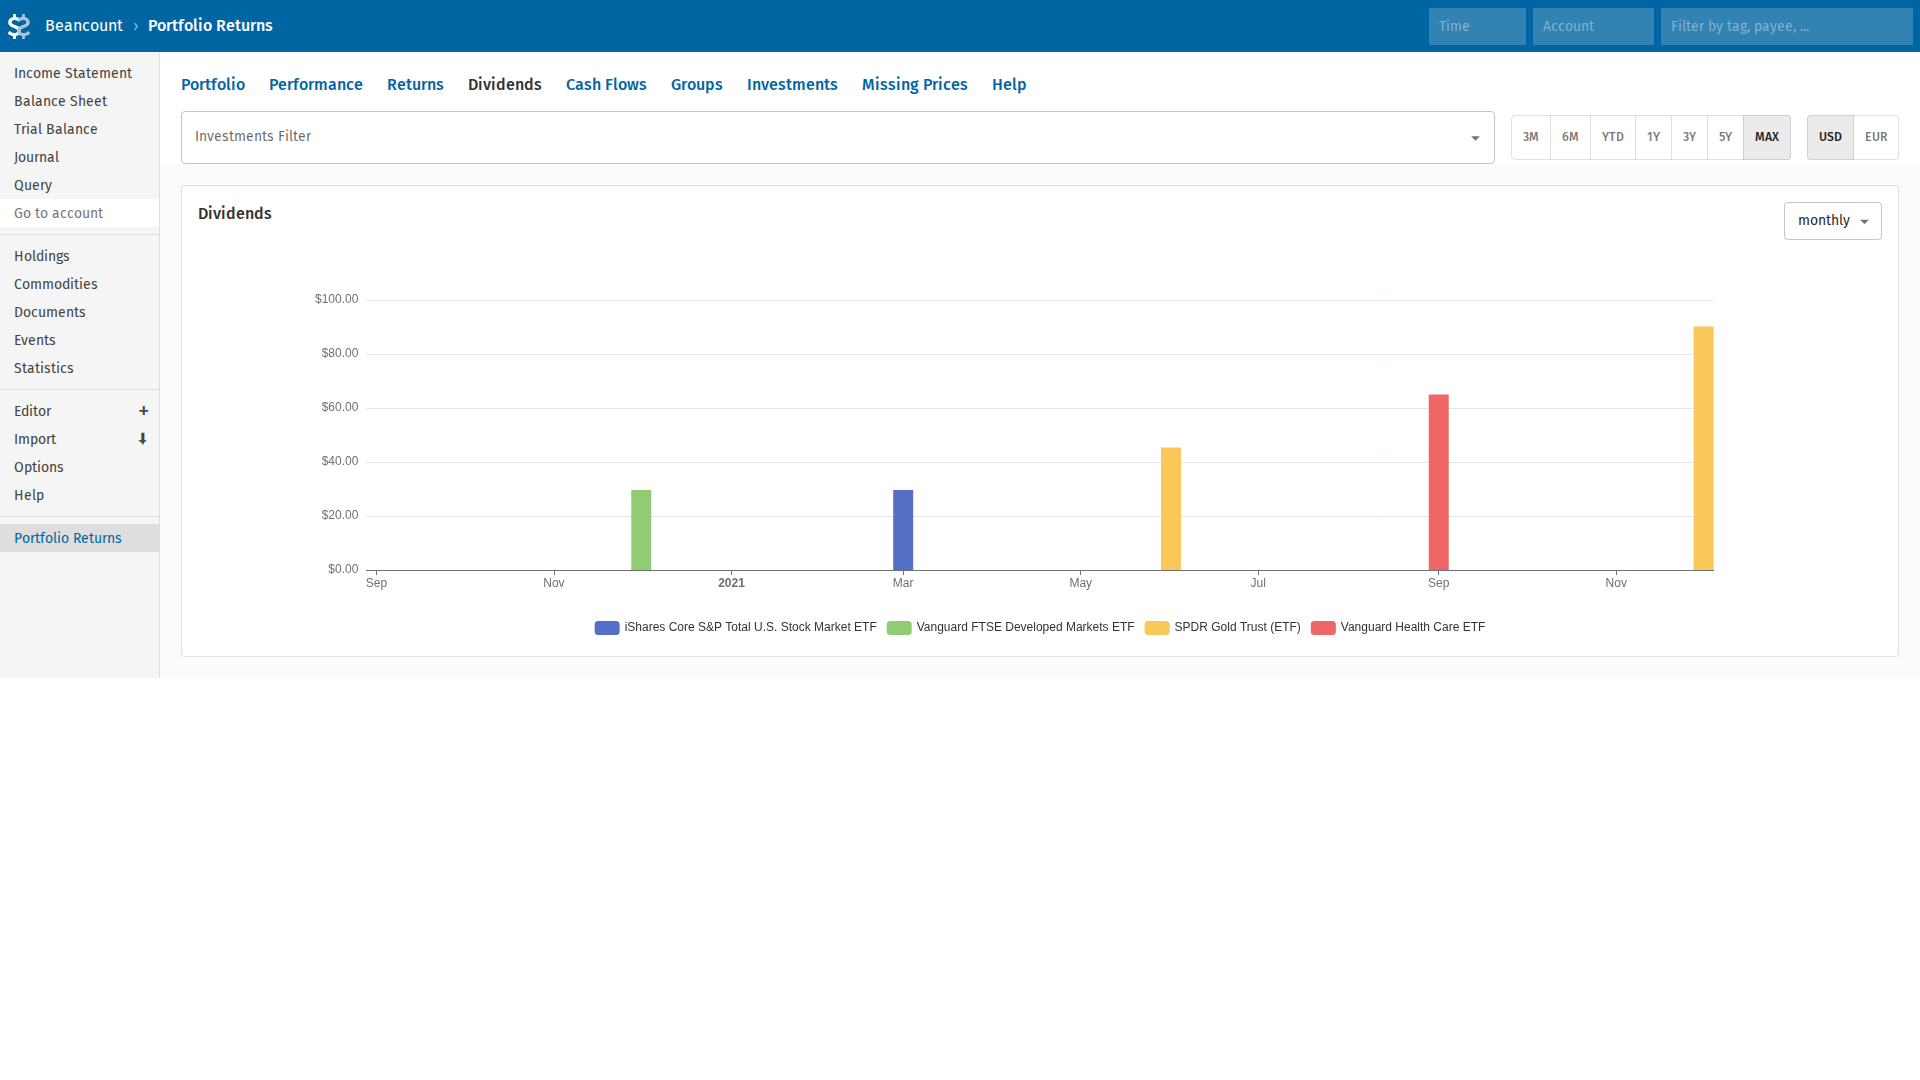 Beancount › Portfolio Returns
Time
Account
Filter by tag, payee, ...
Income Statement
Balance Sheet
Trial Balance
Journal
Query
Go to account
Holdings
Commodities
Documents
Events
Statistics
Editor +
Import ⬇
Options
Help
Portfolio Returns
Portfolio Performance Returns Dividends Cash Flows Groups Investments Missing Prices Help
Investments Filter
3M 6M YTD 1Y 3Y 5Y MAX
USD EUR
Dividends
monthly
$100.00
$80.00
$60.00
$40.00
$20.00
$0.00
Sep Nov 2021 Mar May Jul Sep Nov
iShares Core S&P Total U.S. Stock Market ETF
Vanguard FTSE Developed Markets ETF
SPDR Gold Trust (ETF)
Vanguard Health Care ETF